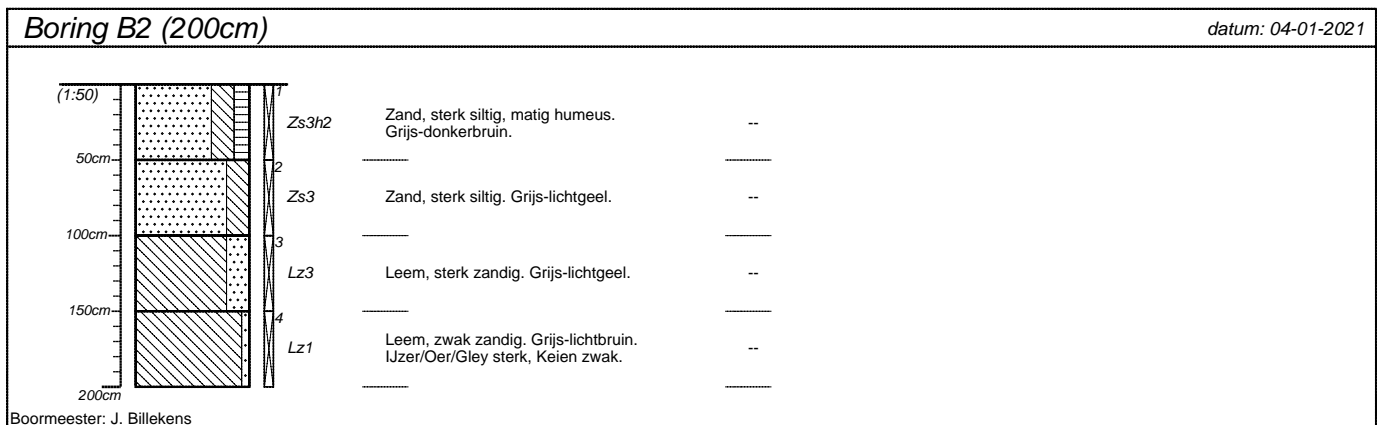 Boring B2 (200cm)
datum: 04-01-2021
(1:50)
1
Zs3h2
Zand, sterk siltig, matig humeus.
Grijs-donkerbruin.
--
50cm
2
Zs3
Zand, sterk siltig. Grijs-lichtgeel.
--
100cm
3
Lz3
Leem, sterk zandig. Grijs-lichtgeel.
--
150cm
4
Lz1
Leem, zwak zandig. Grijs-lichtbruin.
IJzer/Oer/Gley sterk, Keien zwak.
--
200cm
Boormeester: J. Billekens